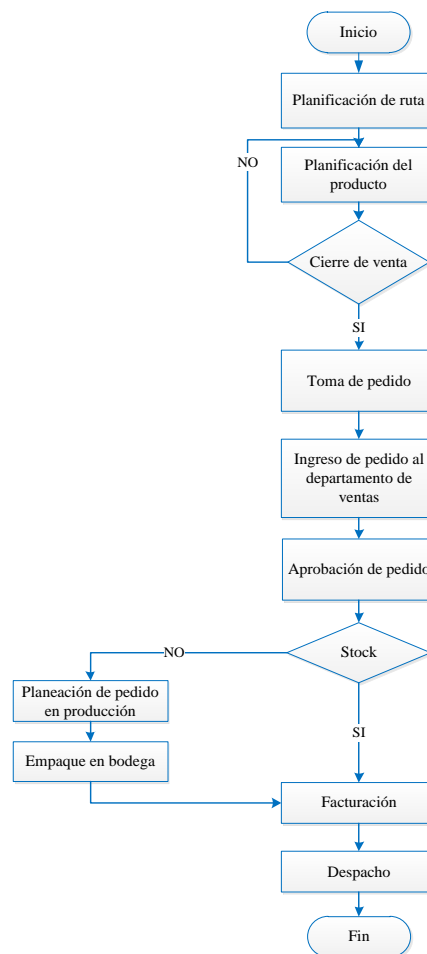 Inicio
Planificación de ruta
NO
Planificación del
producto
Cierre de venta
SI
Toma de pedido
Ingreso de pedido al
departamento de
ventas
Aprobación de pedido
Stock
NO
Planeación de pedido
en producción
SI
Empaque en bodega
Facturación
Despacho
Fin